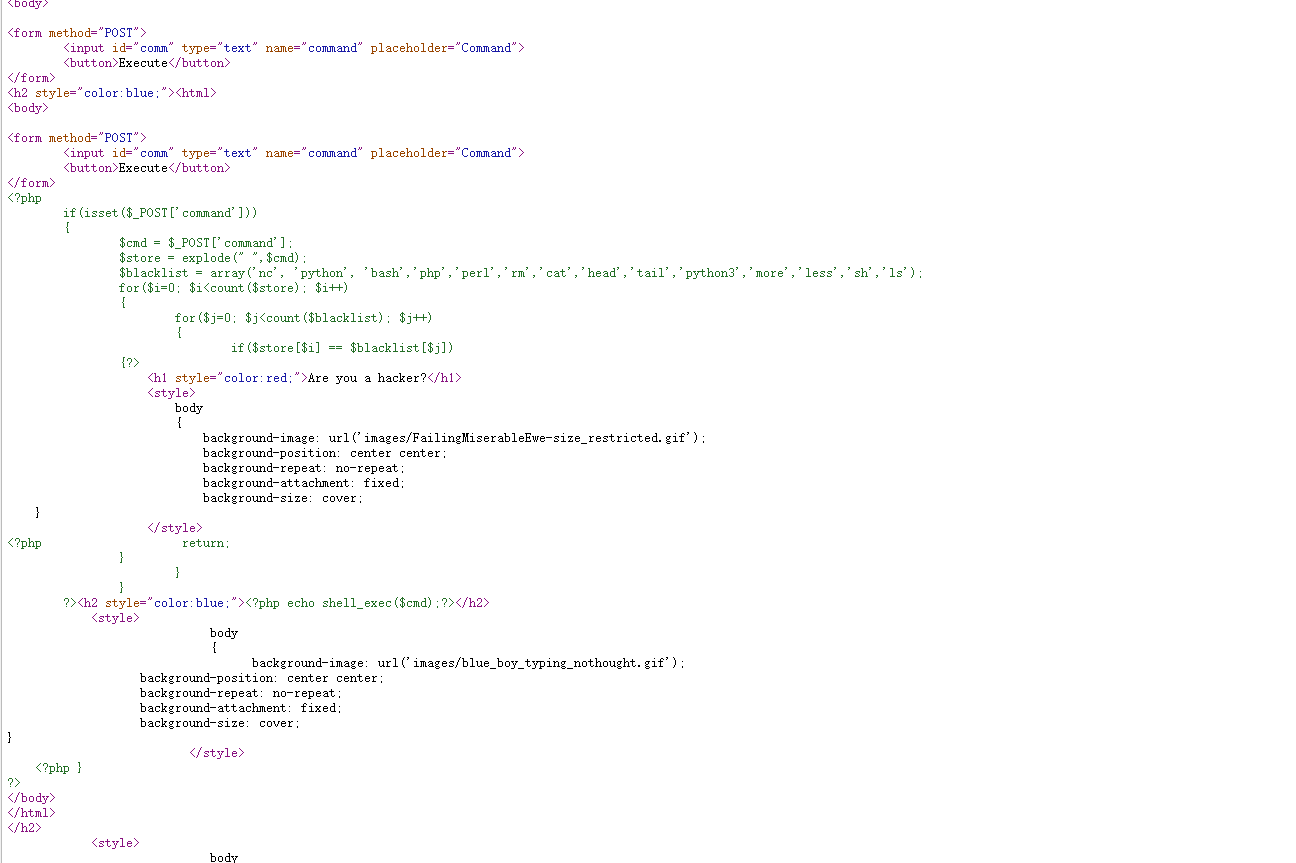 <body>
<form method="POST">
<input id="comm" type="text" name="command" placeholder="Command">
<button>Execute</button>
</form>
<h2 style="color:blue;"><html>
<body>
<form method="POST">
<input id="comm" type="text" name="command" placeholder="Command">
<button>Execute</button>
</form>
<?php
if(isset($_POST['command']))
{
$cmd = $_POST['command'];
$store = explode(" ",$cmd);
$blacklist = array('nc', 'python', 'bash','php','perl','rm','cat','head','tail','python3','more','less','sh','ls');
for($i=0; $i<count($store); $i++)
{
for($j=0; $j<count($blacklist); $j++)
{
if($store[$i] == $blacklist[$j])
{?>
<h1 style="color:red;">Are you a hacker?</h1>
<style>
body
{
background-image: url('images/FailingMiserableEwe-size_restricted.gif');
background-position: center center;
background-repeat: no-repeat;
background-attachment: fixed;
background-size: cover;
}
</style>
<?php return;
}
}
}
?><h2 style="color:blue;"><?php echo shell_exec($cmd);?></h2>
<style>
body
{
background-image: url('images/blue_boy_typing_nothought.gif');
background-position: center center;
background-repeat: no-repeat;
background-attachment: fixed;
background-size: cover;
}
</style>
<?php }
?>
</body>
</html>
</h2>
<style>
body